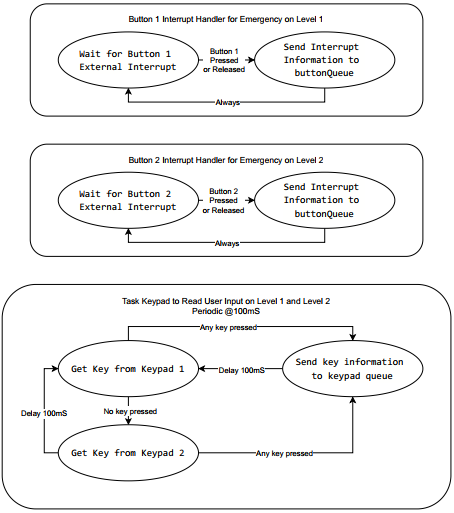 Button 1 Interrupt Handler for Emergency on Level 1
Wait for Button 1
External Interrupt
Button 1
Pressed
or Released
Send Interrupt
Information to
buttonQueue
Always
Button 2 Interrupt Handler for Emergency on Level 2
Wait for Button 2
External Interrupt
Button 2
Pressed
or Released
Send Interrupt
Information to
buttonQueue
Always
Task Keypad to Read User Input on Level 1 and Level 2
Periodic @100mS
Any key pressed
Get Key from Keypad 1
Delay 100mS
Send key information
to keypad queue
No key pressed
Delay 100mS
Get Key from Keypad 2
Any key pressed